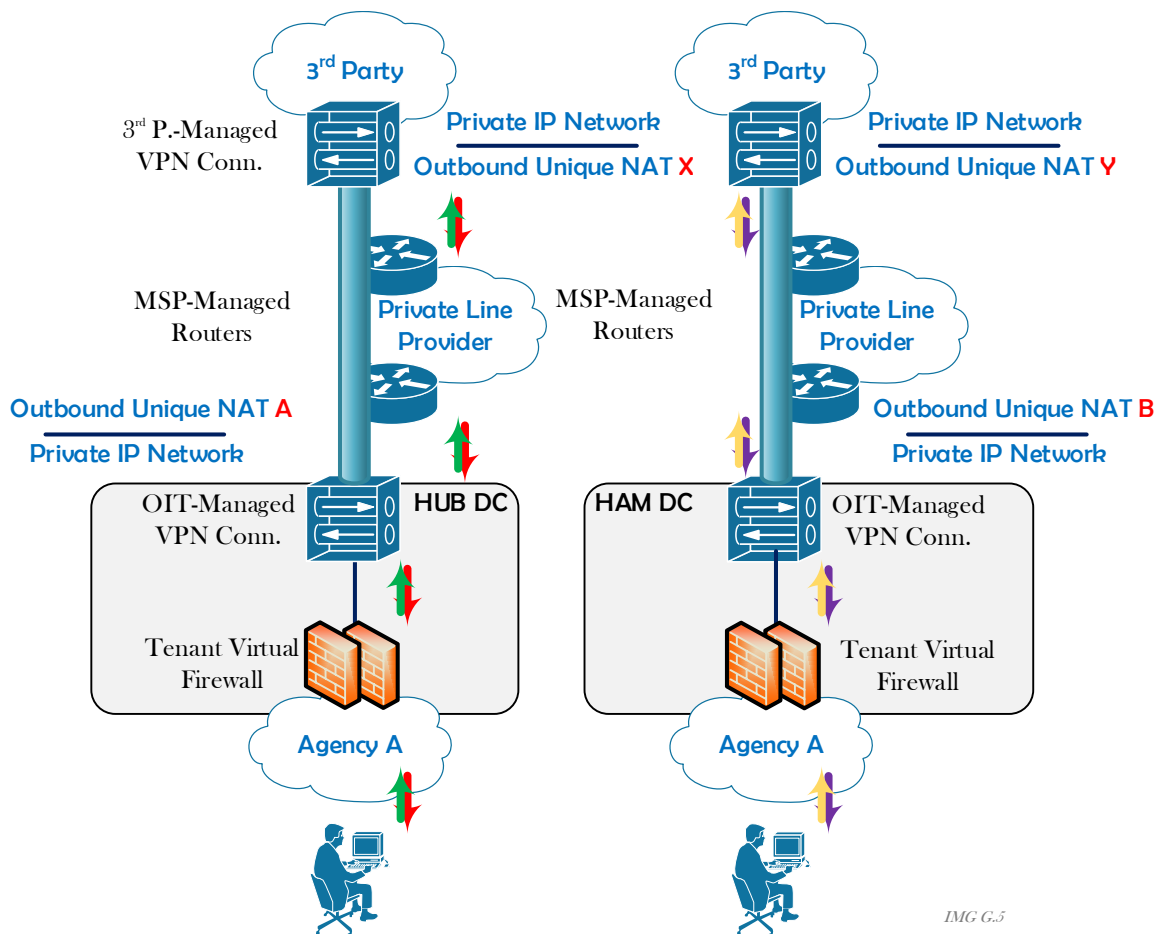 3rd Party
3rd P.-Managed
VPN Conn.
Private IP Network
Outbound Unique NAT X
MSP-Managed
Routers
Private Line
Provider
Outbound Unique NAT A
Private IP Network
OIT-Managed
VPN Conn.
HUB DC
Tenant Virtual
Firewall
Agency A
3rd Party
Private IP Network
Outbound Unique NAT Y
MSP-Managed
Routers
Private Line
Provider
Outbound Unique NAT B
Private IP Network
HAM DC
OIT-Managed
VPN Conn.
Tenant Virtual
Firewall
Agency A
IMG G.5